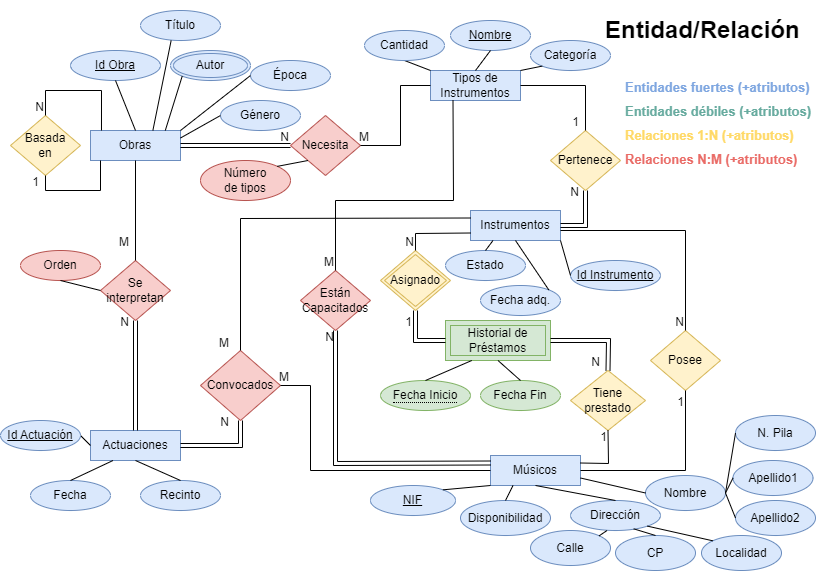 Título
Id Obra
Autor
Época
Género
Cantidad
Nombre
Categoría
Tipos de
Instrumentos
Entidad/Relación
Entidades fuertes (+atributos)
Entidades débiles (+atributos)
Relaciones 1:N (+atributos)
Relaciones N:M (+atributos)
N
Basada
en
1
Obras
N
Necesita
M
Número
de tipos
1
Pertenece
N
Instrumentos
Estado
Fecha adq.
Id Instrumento
M
Orden
Se
interpretan
N
M
Están
Capacitados
N
N
Asignado
1
Historial de
Préstamos
Fecha Inicio
Fecha Fin
N
Tiene
prestado
1
N
Posee
1
M
Convocados
M
N
Id Actuación
Actuaciones
Fecha
Recinto
Músicos
NIF
Disponibilidad
Dirección
Calle
CP
Localidad
Nombre
N. Pila
Apellido1
Apellido2